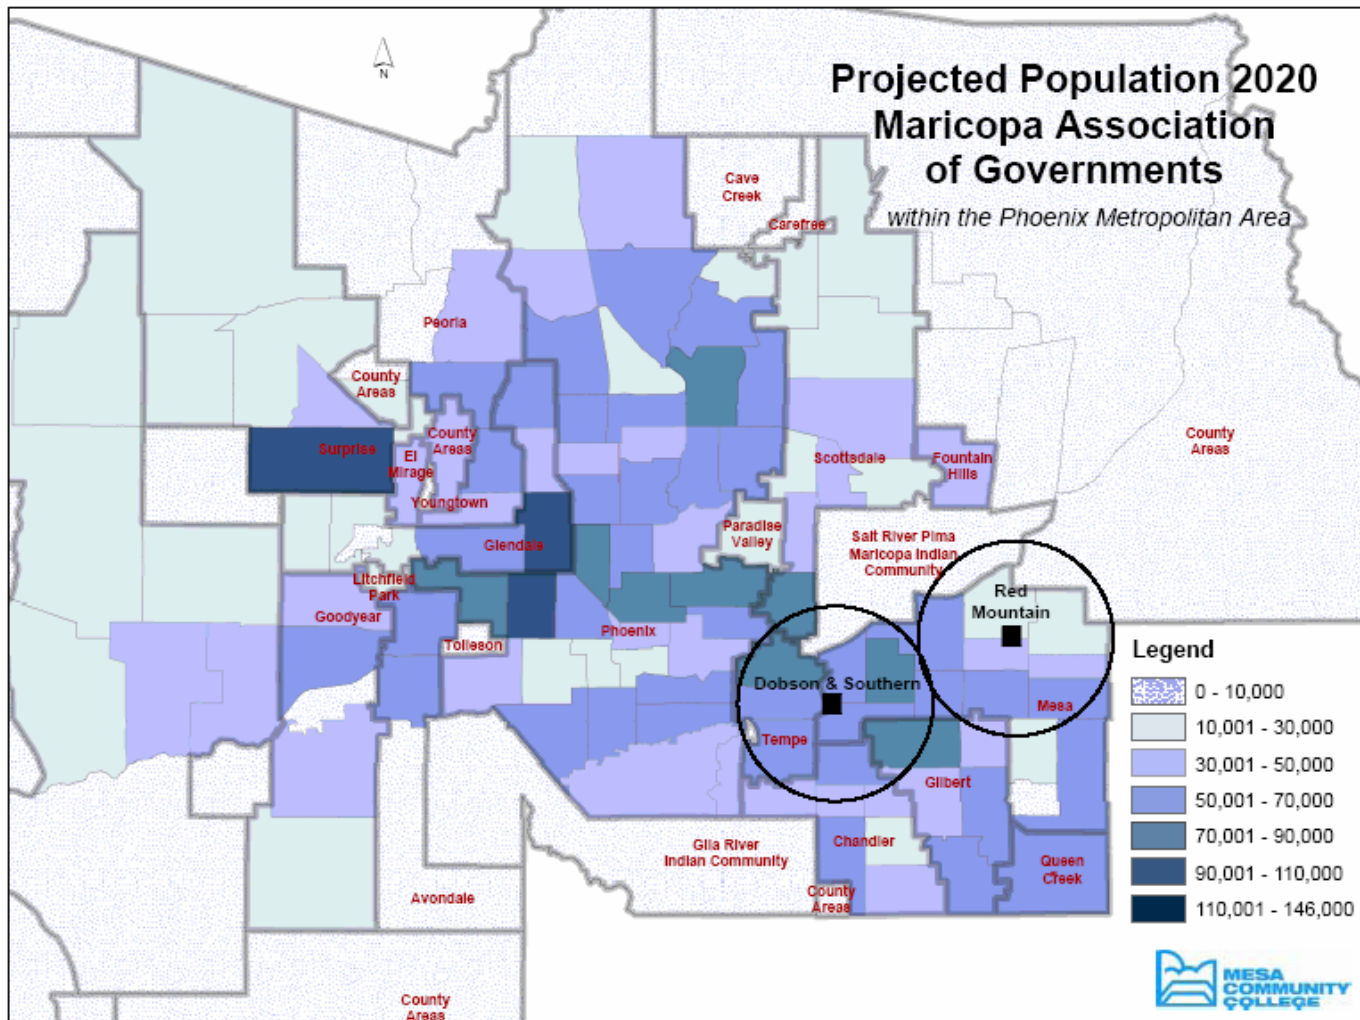 Projected Population 2020
Maricopa Association
of Governments
within the Phoenix Metropolitan Area
N
Cave
Creek
Carefree
Peoria
County
Areas
Surprise
El
Mirage
County
Areas
Youngtown
Scottsdale
Fountain
Hills
County
Areas
Glendale
Paradise
Valley
Salt River Pima
Maricopa Indian
Community
Litchfield
Park
Goodyear
Tolleson
Phoenix
Red
Mountain
Dobson & Southern
Mesa
Tempe
Gilbert
Chandler
Gila River
Indian Community
County
Areas
Queen
Creek
Avondale
County
Areas
Legend
0 - 10,000
10,001 - 30,000
30,001 - 50,000
50,001 - 70,000
70,001 - 90,000
90,001 - 110,000
110,001 - 146,000
MESA
COMMUNITY
COLLEGE